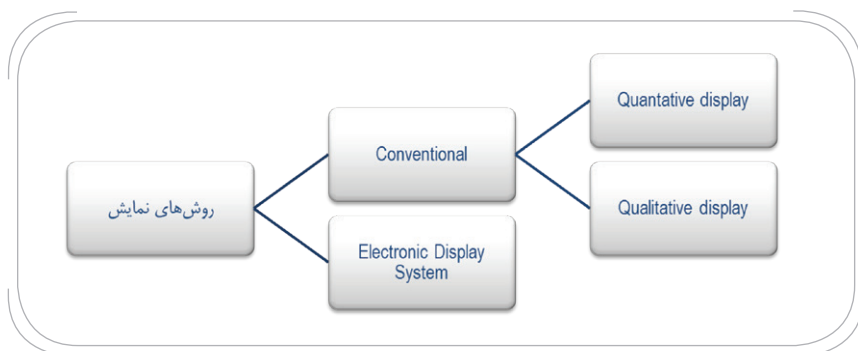 روش‌های نمایش
Conventional
Electronic Display
System
Quantative display
Qualitative display